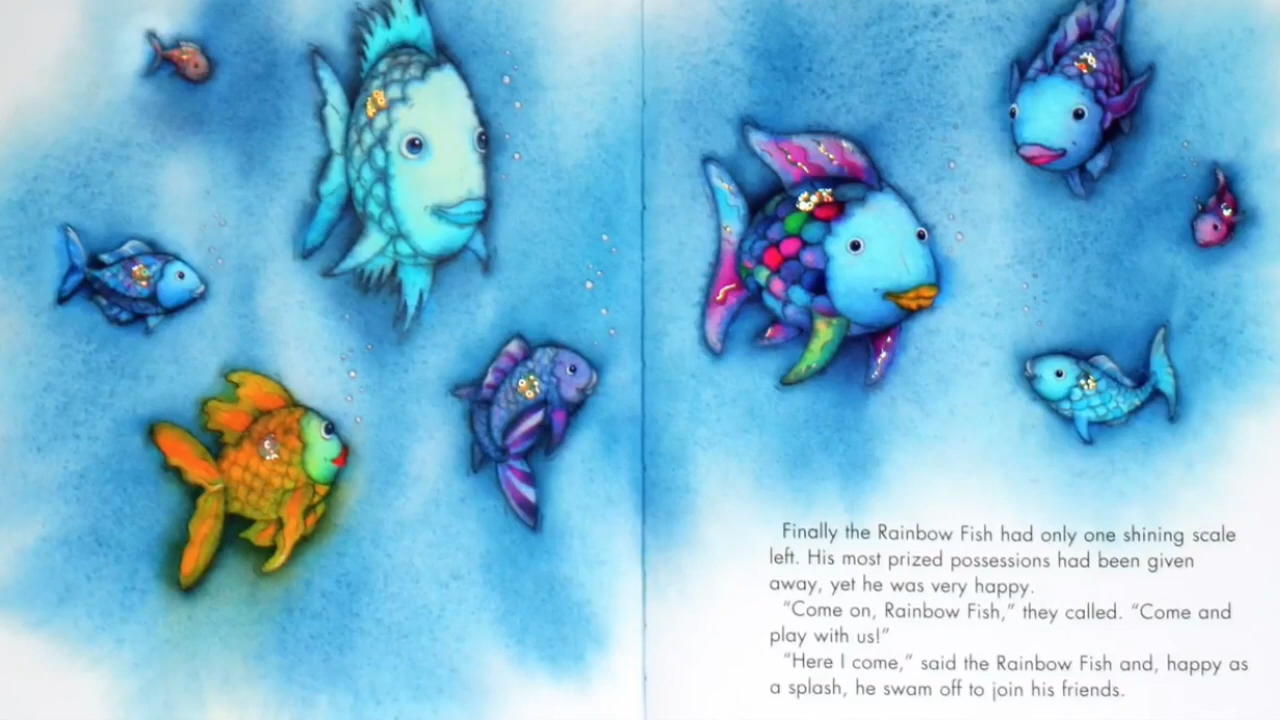 Finally the Rainbow Fish had only one shining scale
left. His most prized possessions had been given
away, yet he was very happy.
“Come on, Rainbow Fish,” they called. “Come and
play with us!”
“Here I come,” said the Rainbow Fish and, happy as
a splash, he swam off to join his friends.